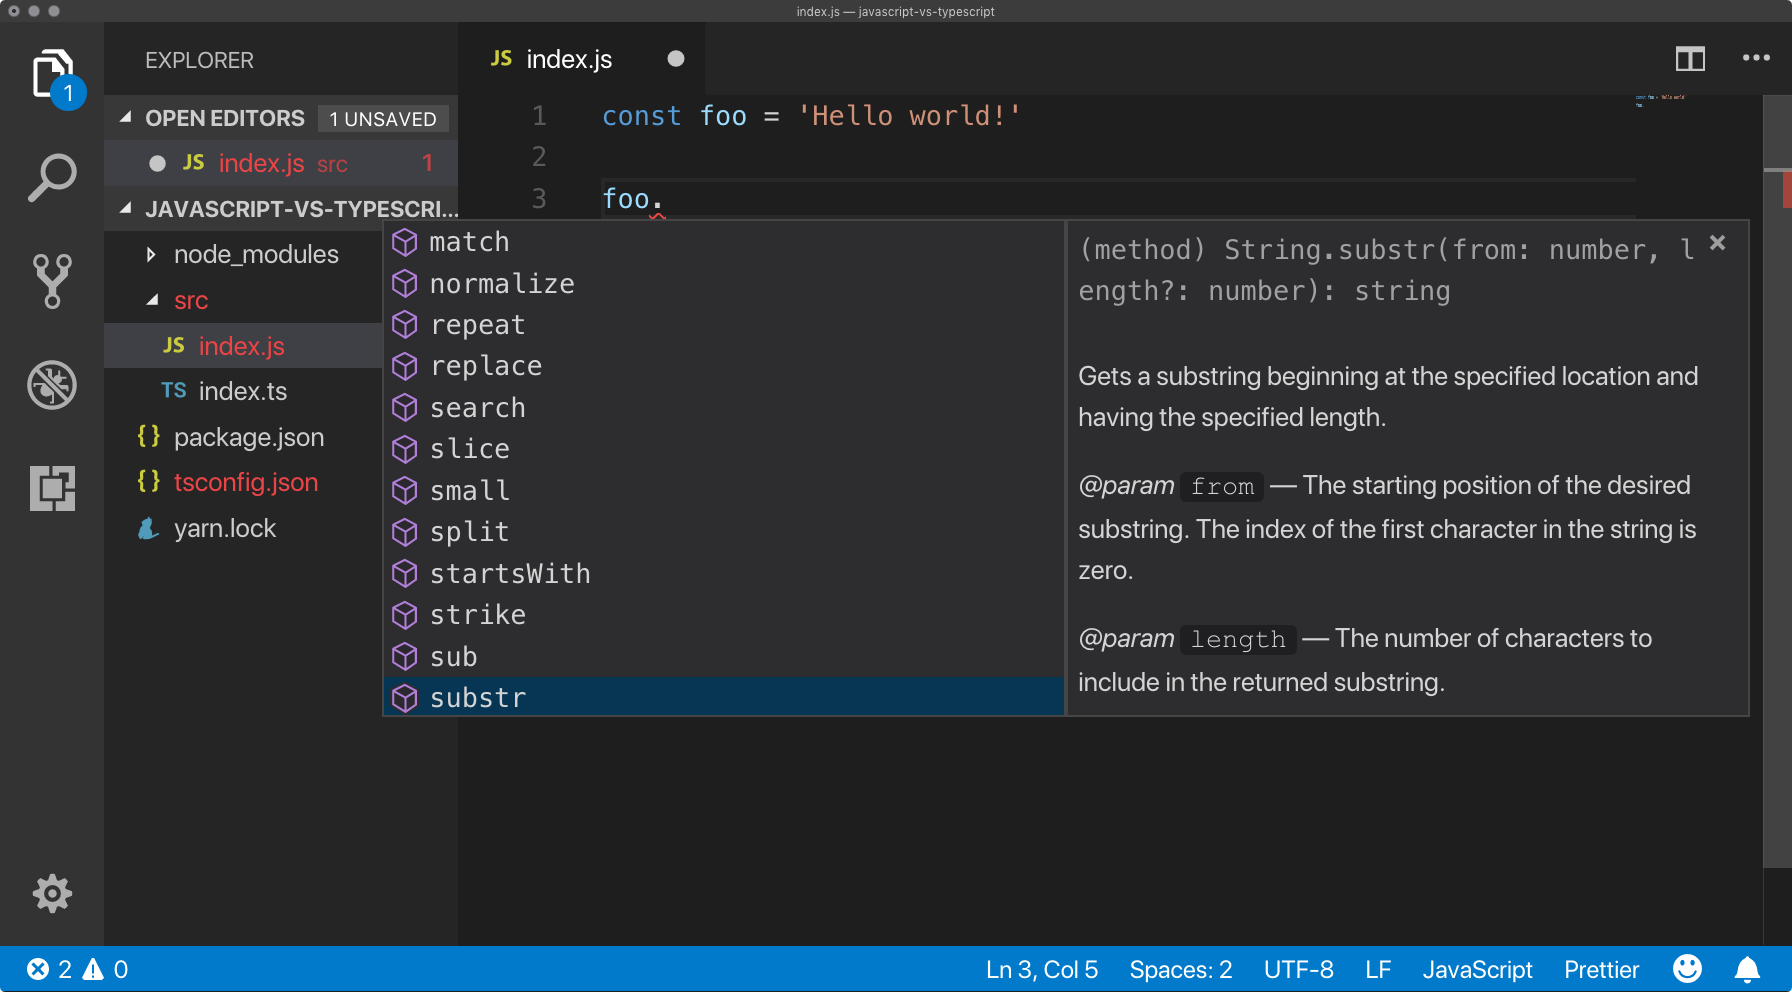 index.js — javascript-vs-typescript
EXPLORER
JS index.js
1
OPEN EDITORS 1 UNSAVED
JS index.js src 1
JAVASCRIPT-VS-TYPESCRI...
node_modules
src
JS index.js
TS index.ts
{ } package.json
{ } tsconfig.json
yarn.lock
1 const foo = 'Hello world!'
2
3 foo.
const foo = 'Hello world!'
foo.
match
normalize
repeat
replace
search
slice
small
split
startsWith
strike
sub
substr
(method) String.substr(from: number, l
ength?: number): string
Gets a substring beginning at the specified location and
having the specified length.
@param from — The starting position of the desired
substring. The index of the first character in the string is
zero.
@param length — The number of characters to
include in the returned substring.
2 0 Ln 3, Col 5 Spaces: 2 UTF-8 LF JavaScript Prettier